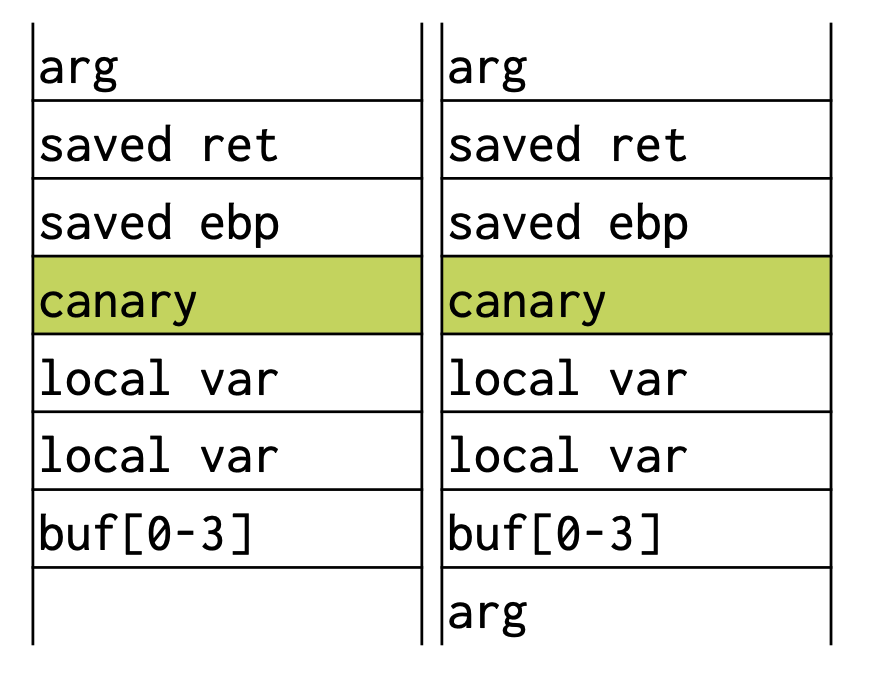 arg
saved ret
saved ebp
canary
local var
local var
buf[0-3]
arg
saved ret
saved ebp
canary
local var
local var
buf[0-3]
arg